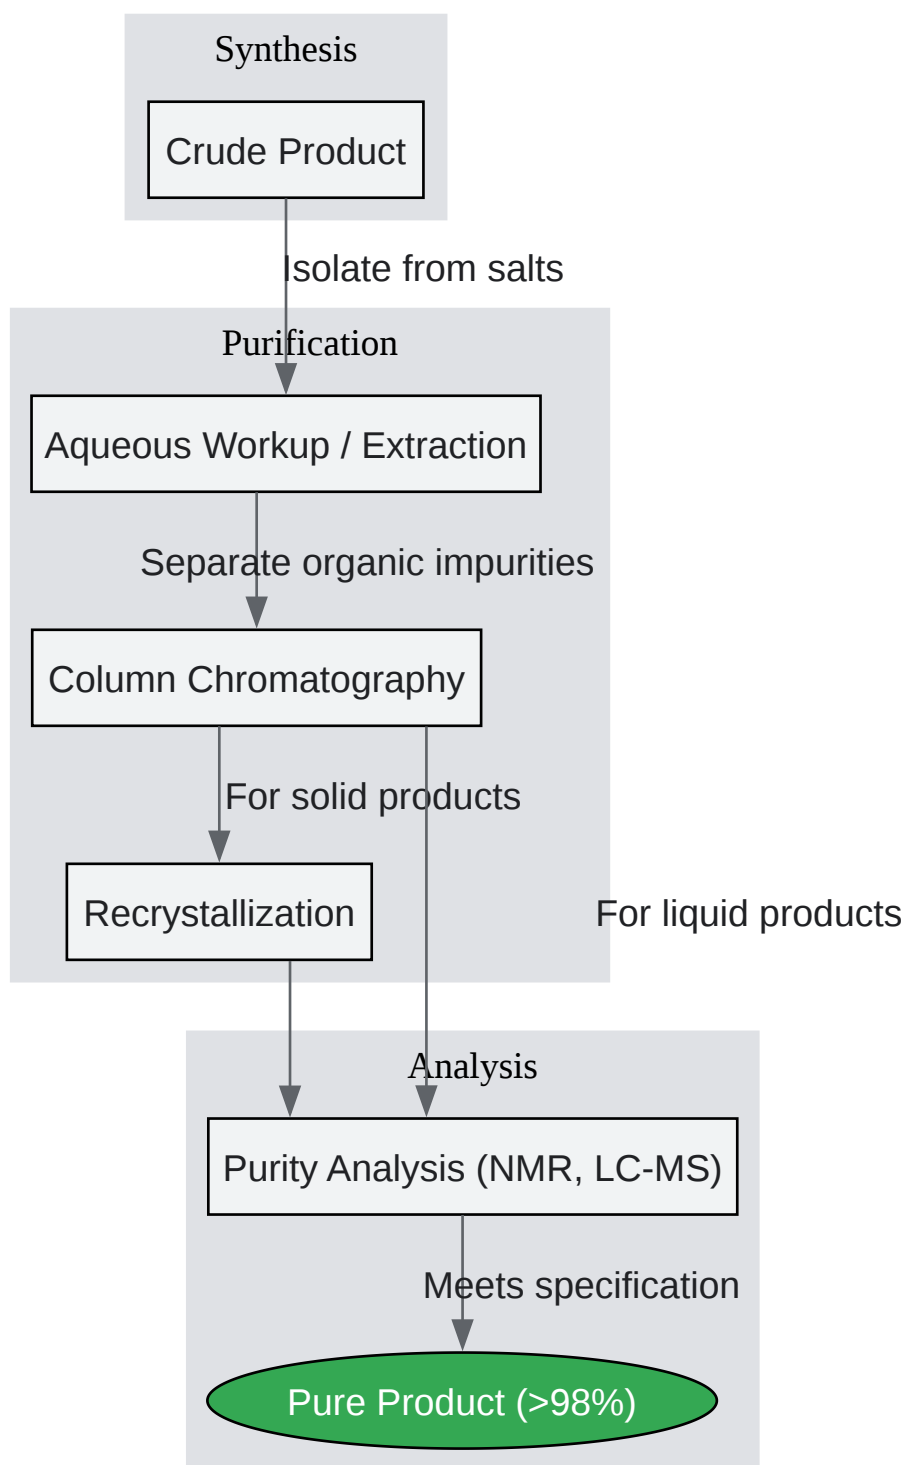 Synthesis
Crude Product
Isolate from salts
Purification
Aqueous Workup / Extraction
Separate organic impurities
Column Chromatography
For solid products
Recrystallization
For liquid products
Analysis
Purity Analysis (NMR, LC-MS)
Meets specification
Pure Product (>98%)